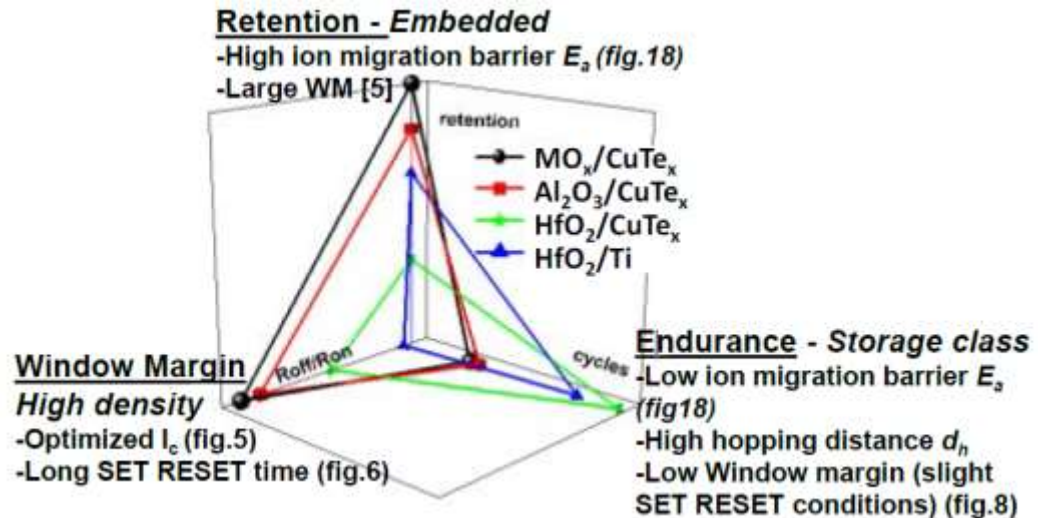 Retention - Embedded
-High ion migration barrier Ea (fig.18)
-Large WM [5]
retention
MOx/CuTex
Al2O3/CuTex
HfO2/CuTex
HfO2/Ti
Roff/Ron
cycles
Window Margin
High density
-Optimized Ic (fig.5)
-Long SET RESET time (fig.6)
Endurance - Storage class
-Low ion migration barrier Ea
(fig18)
-High hopping distance dh
-Low Window margin (slight
SET RESET conditions) (fig.8)